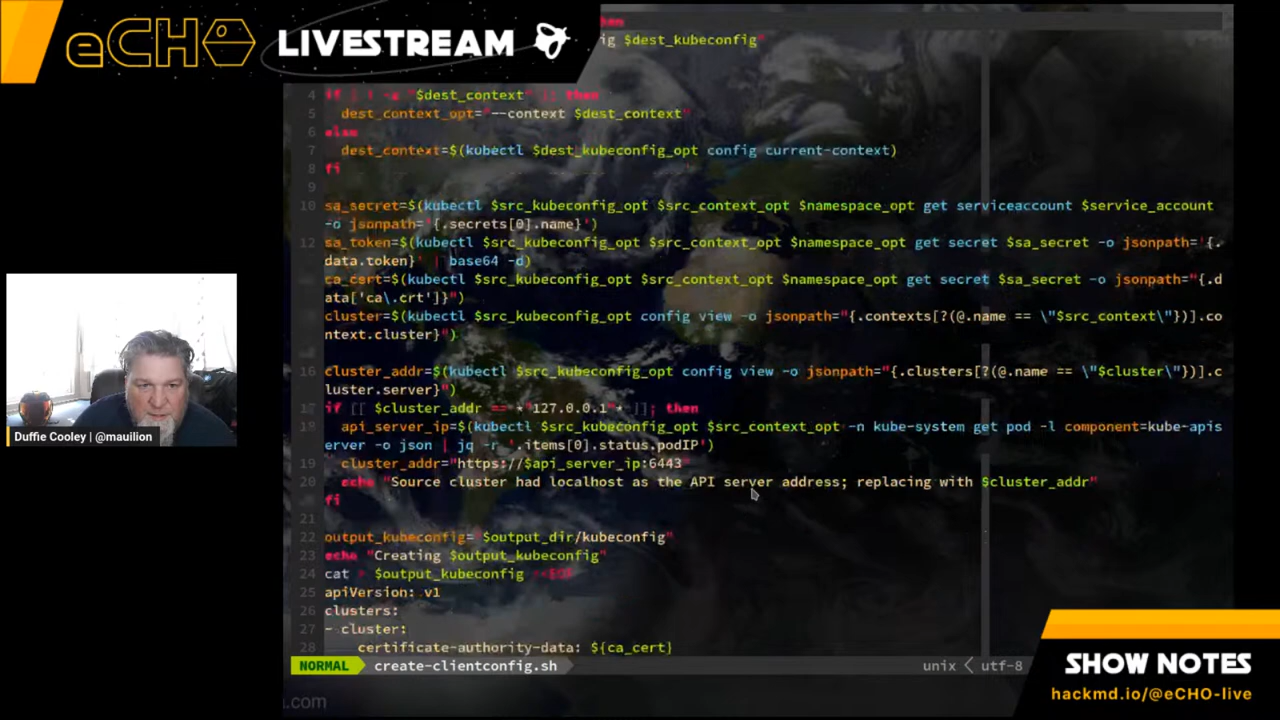 eCHO LIVESTREAM
ig $dest_kubeconfig"
4 if [ ! -z "$dest_context" ]; then
5 dest_context_opt="--context $dest_context"
6 else
7 dest_context=$(kubectl $dest_kubeconfig_opt config current-context)
8 fi
9
10 sa_secret=$(kubectl $src_kubeconfig_opt $src_context_opt $namespace_opt get serviceaccount $service_account
-o jsonpath='{.secrets[0].name}')
12 sa_token=$(kubectl $src_kubeconfig_opt $src_context_opt $namespace_opt get secret $sa_secret -o jsonpath='{.
data.token}' | base64 -d)
ca_cert=$(kubectl $src_kubeconfig_opt $src_context_opt $namespace_opt get secret $sa_secret -o jsonpath="{.d
ata['ca\.crt']}")
cluster=$(kubectl $src_kubeconfig_opt config view -o jsonpath="{.contexts[?(@.name == \"$src_context\"})].co
ntext.cluster}")
16 cluster_addr=$(kubectl $src_kubeconfig_opt config view -o jsonpath="{.clusters[?(@.name == \"$cluster\"})].c
luster.server}")
17 if [[ $cluster_addr == *"127.0.0.1"* ]]; then
api_server_ip=$(kubectl $src_kubeconfig_opt $src_context_opt -n kube-system get pod -l component=kube-apis
erver -o json | jq -r '.items[0].status.podIP')
19 cluster_addr="https://$api_server_ip:6443"
20 echo "Source cluster had localhost as the API server address; replacing with $cluster_addr"
fi
21
22 output_kubeconfig="$output_dir/kubeconfig"
23 echo "Creating $output_kubeconfig"
24 cat > $output_kubeconfig <<EOF
25 apiVersion: v1
26 clusters:
27 - cluster:
28 certificate-authority-data: ${ca_cert}
NORMAL create-clientconfig.sh unix < utf-8
.com
Duffie Cooley | @mauilion
SHOW NOTES
hackmd.io/@eCHO-live